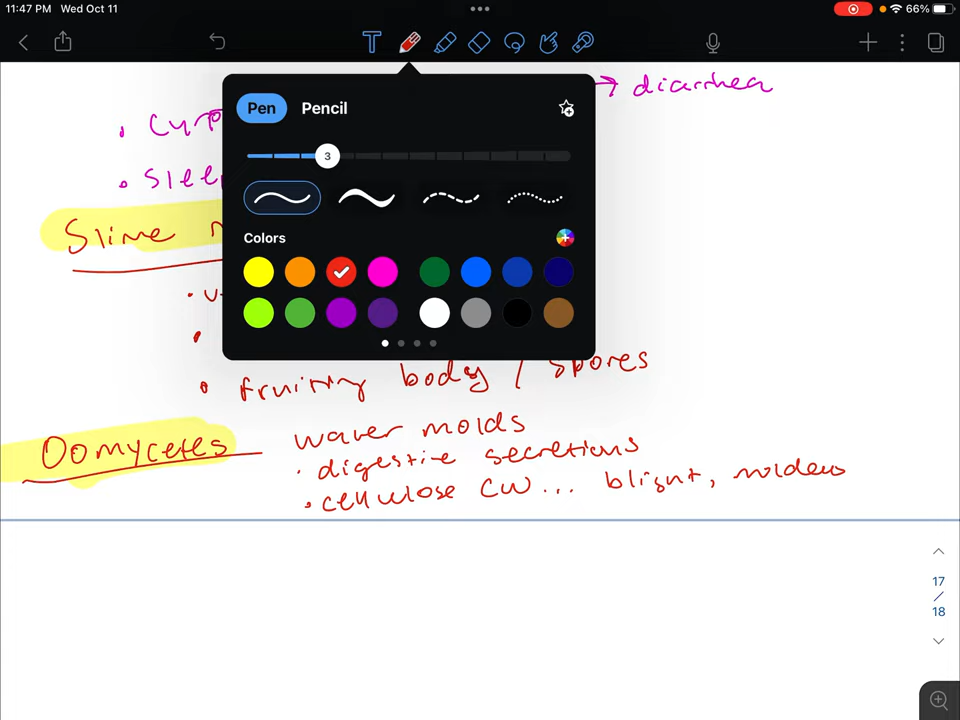 11:47 PM Wed Oct 11
66%
→ diarrhea
Pen Pencil
3
Colors
Slime
• fruiting body / spores
Oomycetes water molds
• digestive secretions
• cellulose CW... blight, mildew
17
/
18